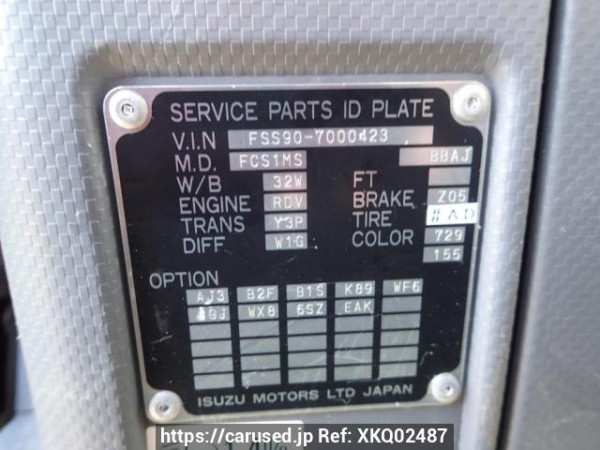 SERVICE PARTS ID PLATE
V.I.N FSS90-7000423
M.D. FCS1MS BBAJ
W/B 32W FT
ENGINE RDV BRAKE Z05
TRANS Y3P TIRE #AD
DIFF W1G COLOR 729
155
OPTION
AJ3 B2F B1S K89 WF6
GJ WX8 6SZ EAK
ISUZU MOTORS LTD JAPAN
https://carused.jp Ref: XKQ02487